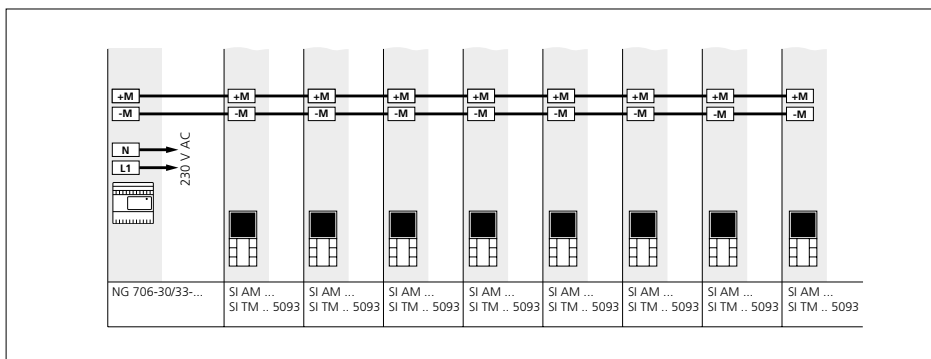 +M +M +M +M +M +M +M +M +M
-M -M -M -M -M -M -M -M -M
N
L1
230 V AC
NG 706-30/33-... SI AM ... SI AM ... SI AM ... SI AM ... SI AM ... SI AM ... SI AM ... SI AM ...
SI TM .. 5093 SI TM .. 5093 SI TM .. 5093 SI TM .. 5093 SI TM .. 5093 SI TM .. 5093 SI TM .. 5093 SI TM .. 5093